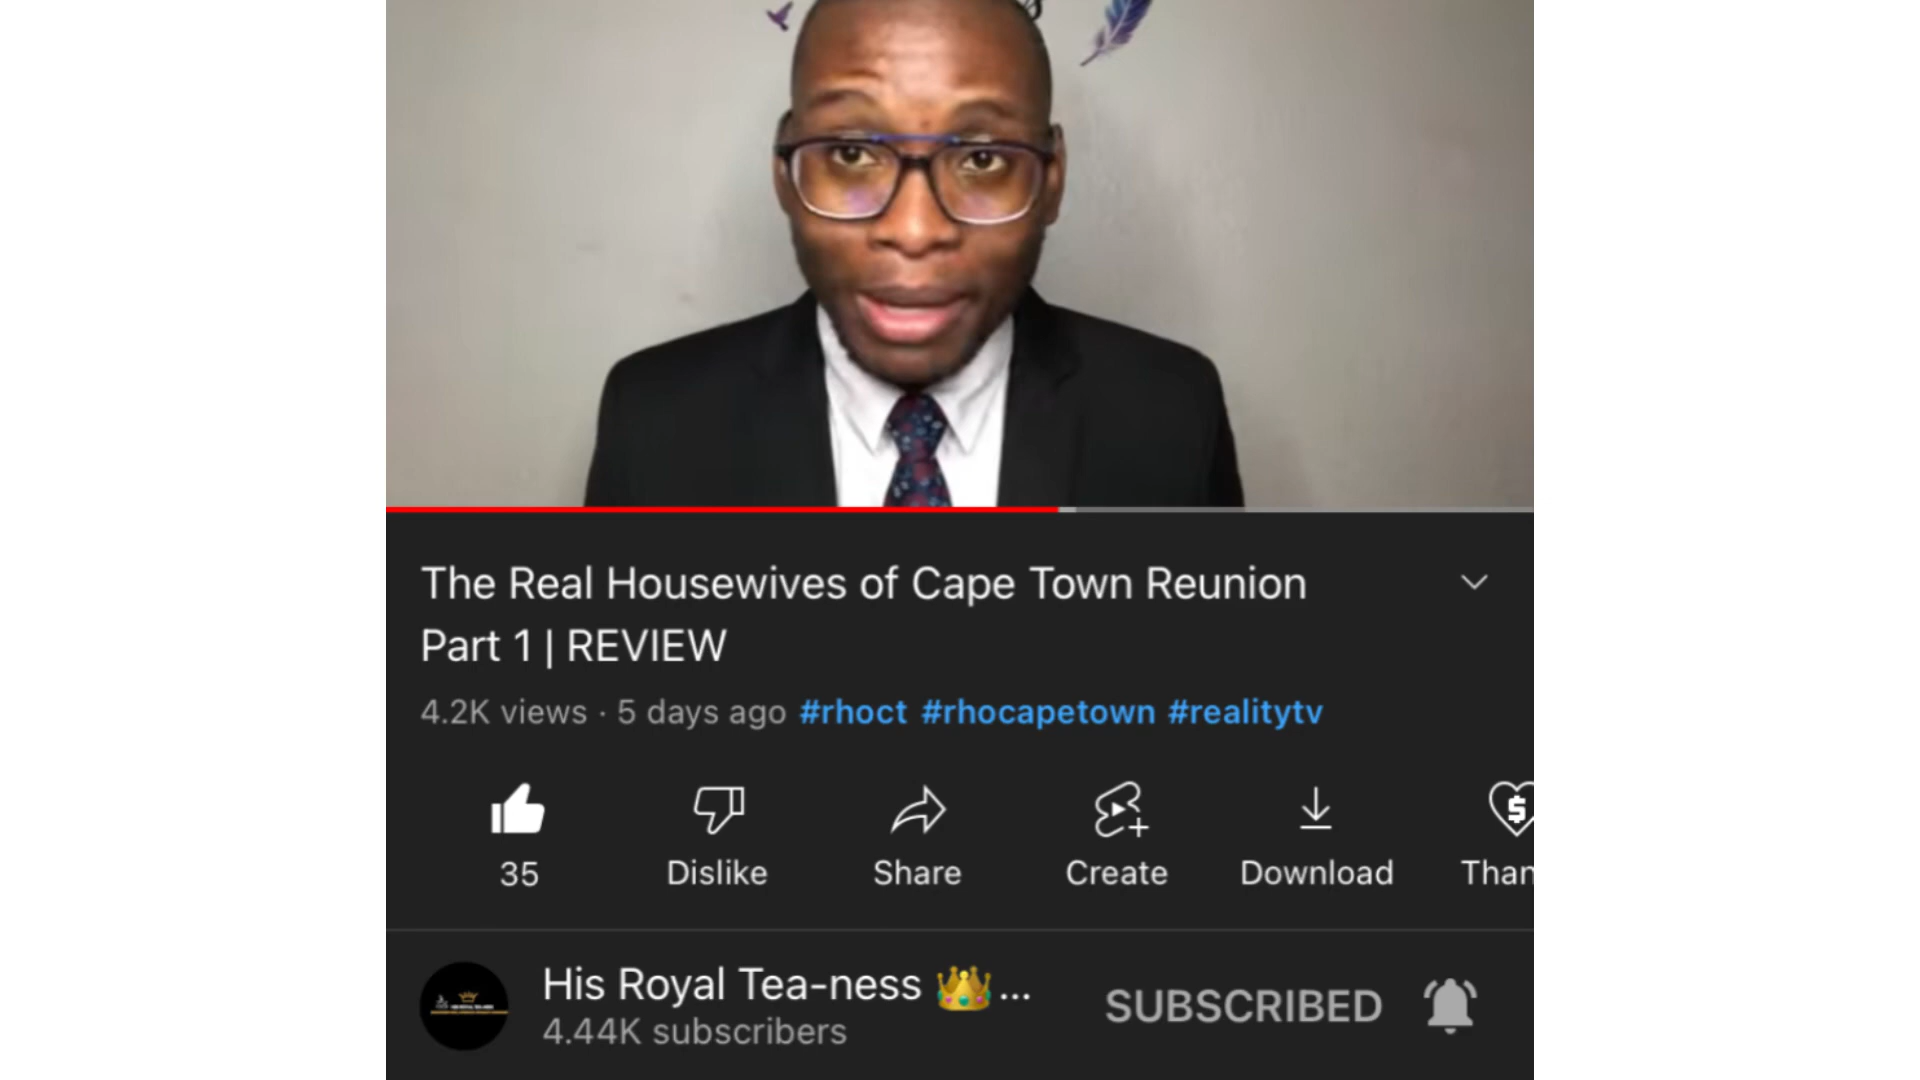 The Real Housewives of Cape Town Reunion
Part 1 | REVIEW
4.2K views · 5 days ago #rhoct #rhocapetown #realitytv
35
Dislike
Share
Create
Download
Than
His Royal Tea-ness 👑...
4.44K subscribers
SUBSCRIBED